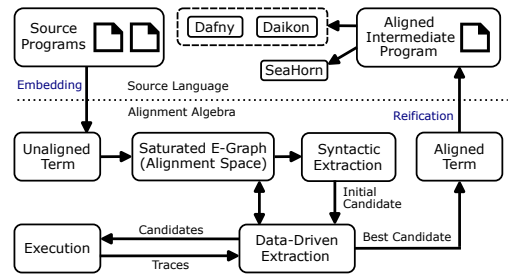 Source
Programs
Dafny
Daikon
Aligned
Intermediate
Program
SeaHorn
Embedding
Source Language
Alignment Algebra
Reification
Unaligned
Term
Saturated E-Graph
(Alignment Space)
Syntactic
Extraction
Aligned
Term
Initial
Candidate
Execution
Candidates
Traces
Data-Driven
Extraction
Best Candidate